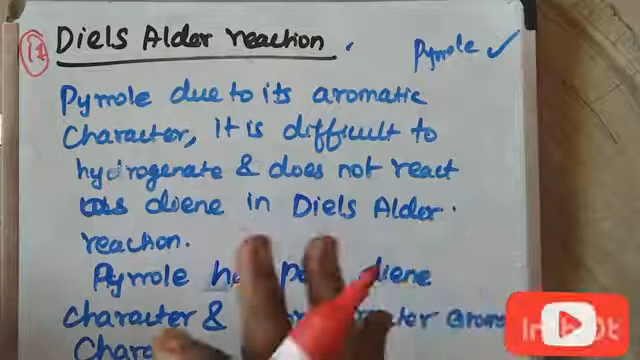 Diels Alder reaction.
Pyrrole ✓
Pyrrole due to its aromatic
character, it is difficult to
hydrogenate & does not react
as diene in Diels Alder.
reaction.
Pyrrole diene
character &